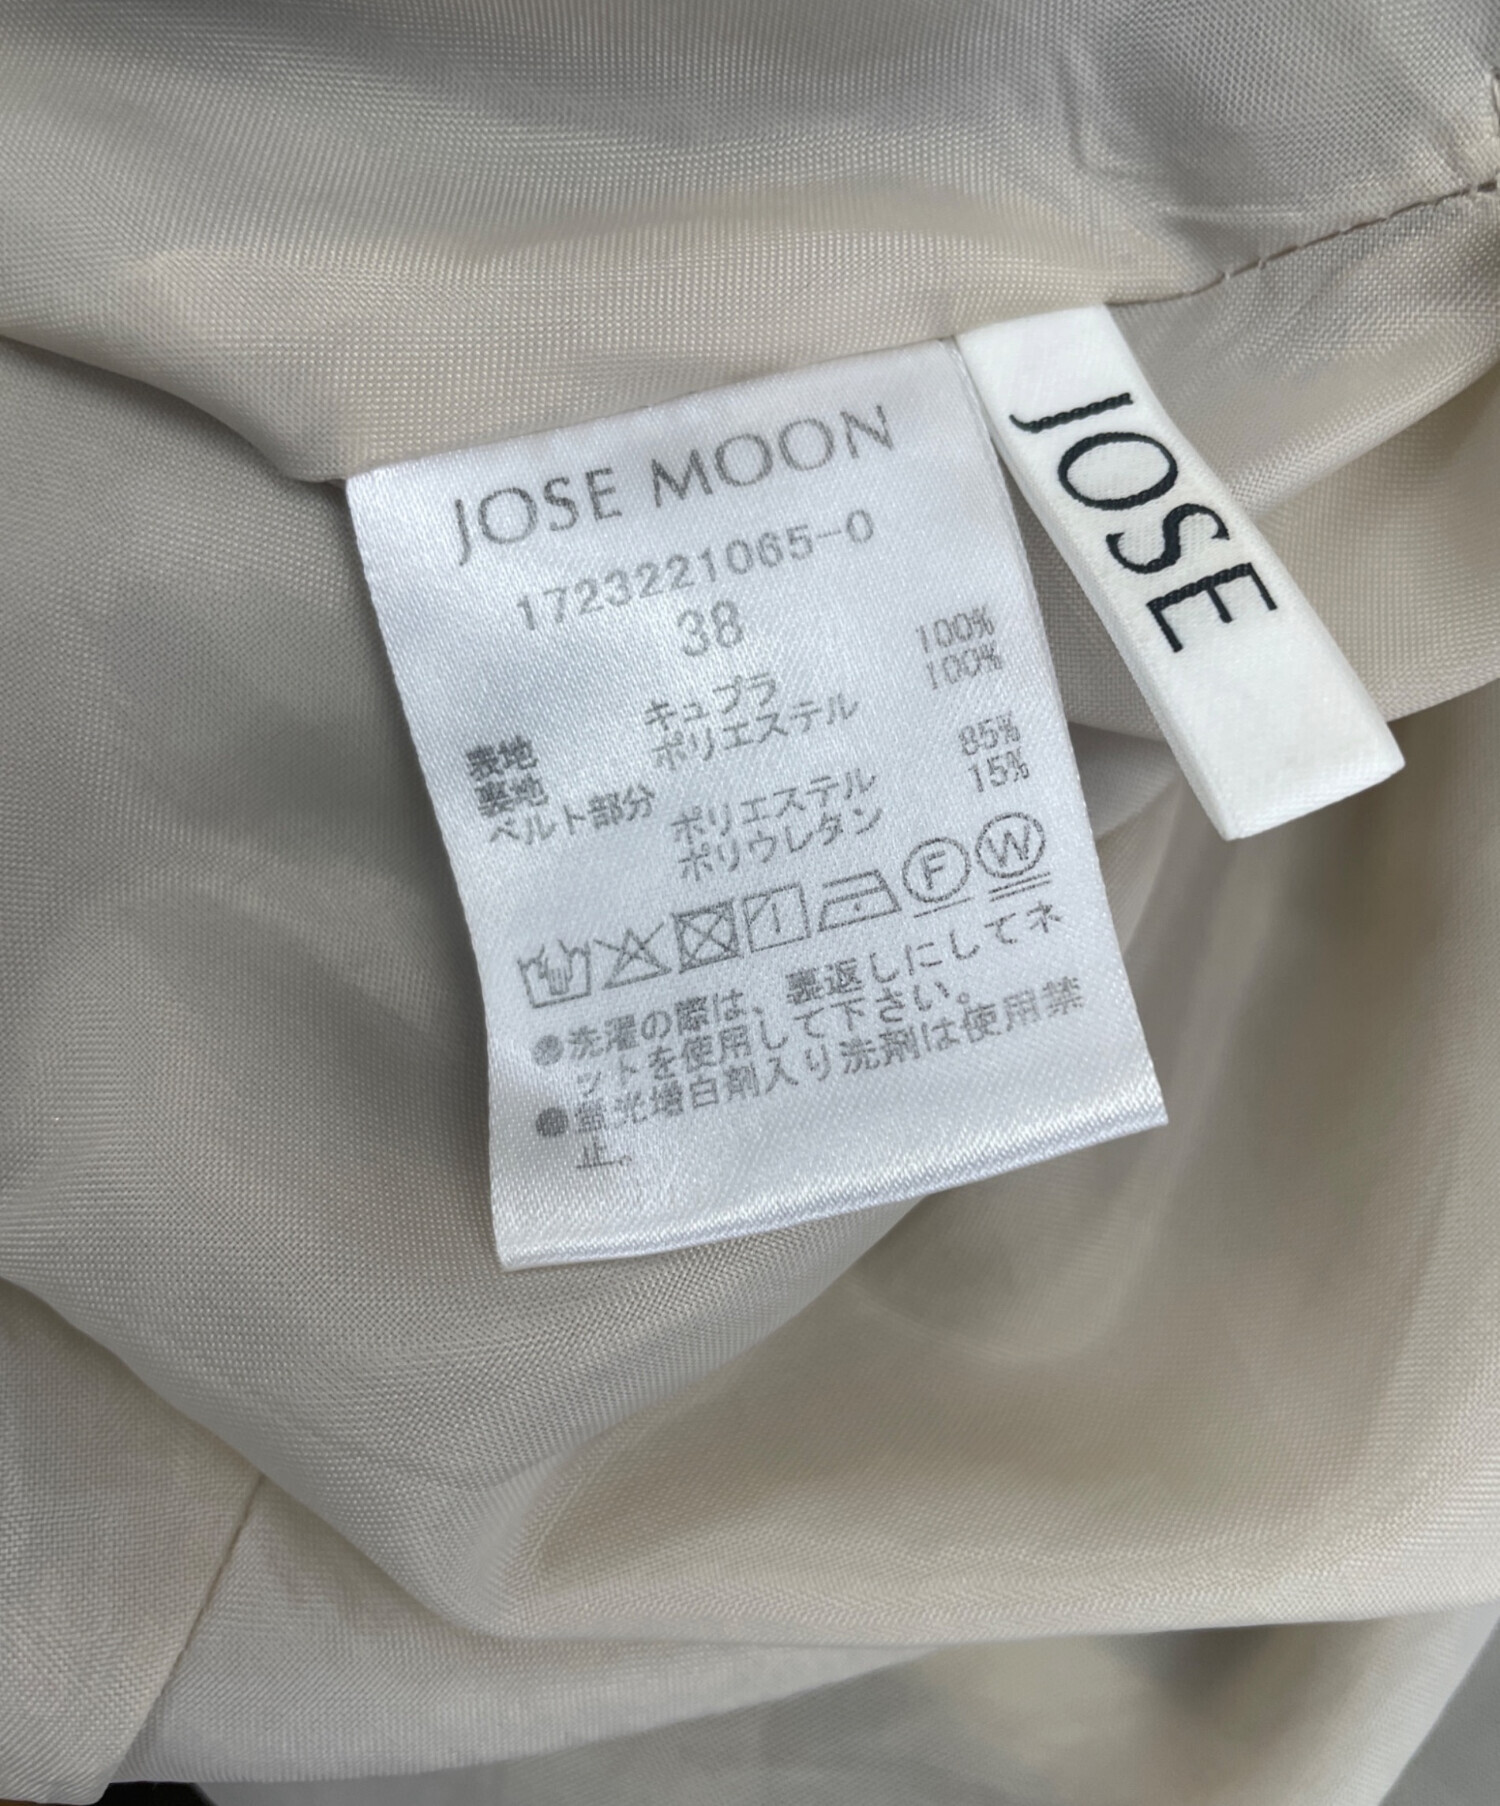 JOSE MOON
1723221065-0
38
表地 キュプラ 100%
裏地 ポリエステル 100%
ベルト部分
ポリエステル 85%
ポリウレタン 15%
F W
●洗濯の際は、裏返しにしてネ
ットを使用して下さい。
●蛍光増白剤入り洗剤は使用禁
止。
JOSE